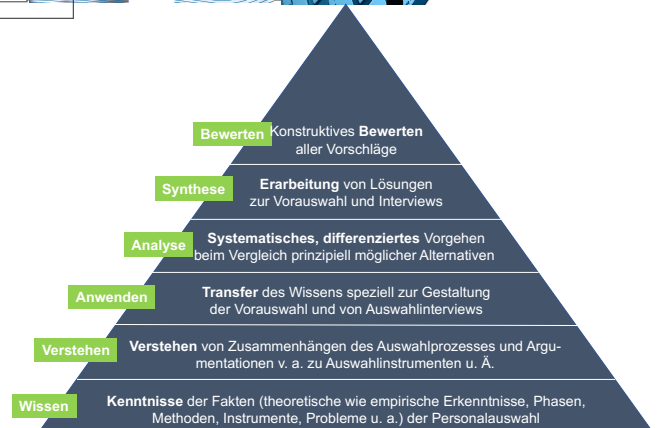 Bewerten
Konstruktives Bewerten
aller Vorschläge
Synthese
Erarbeitung von Lösungen
zur Vorauswahl und Interviews
Analyse
Systematisches, differenziertes Vorgehen
beim Vergleich prinzipiell möglicher Alternativen
Anwenden
Transfer des Wissens speziell zur Gestaltung
der Vorauswahl und von Auswahlinterviews
Verstehen
Verstehen von Zusammenhängen des Auswahlprozesses und Argu-
mentationen v. a. zu Auswahlinstrumenten u. Ä.
Wissen
Kenntnisse der Fakten (theoretische wie empirische Erkenntnisse, Phasen,
Methoden, Instrumente, Probleme u. a.) der Personalauswahl